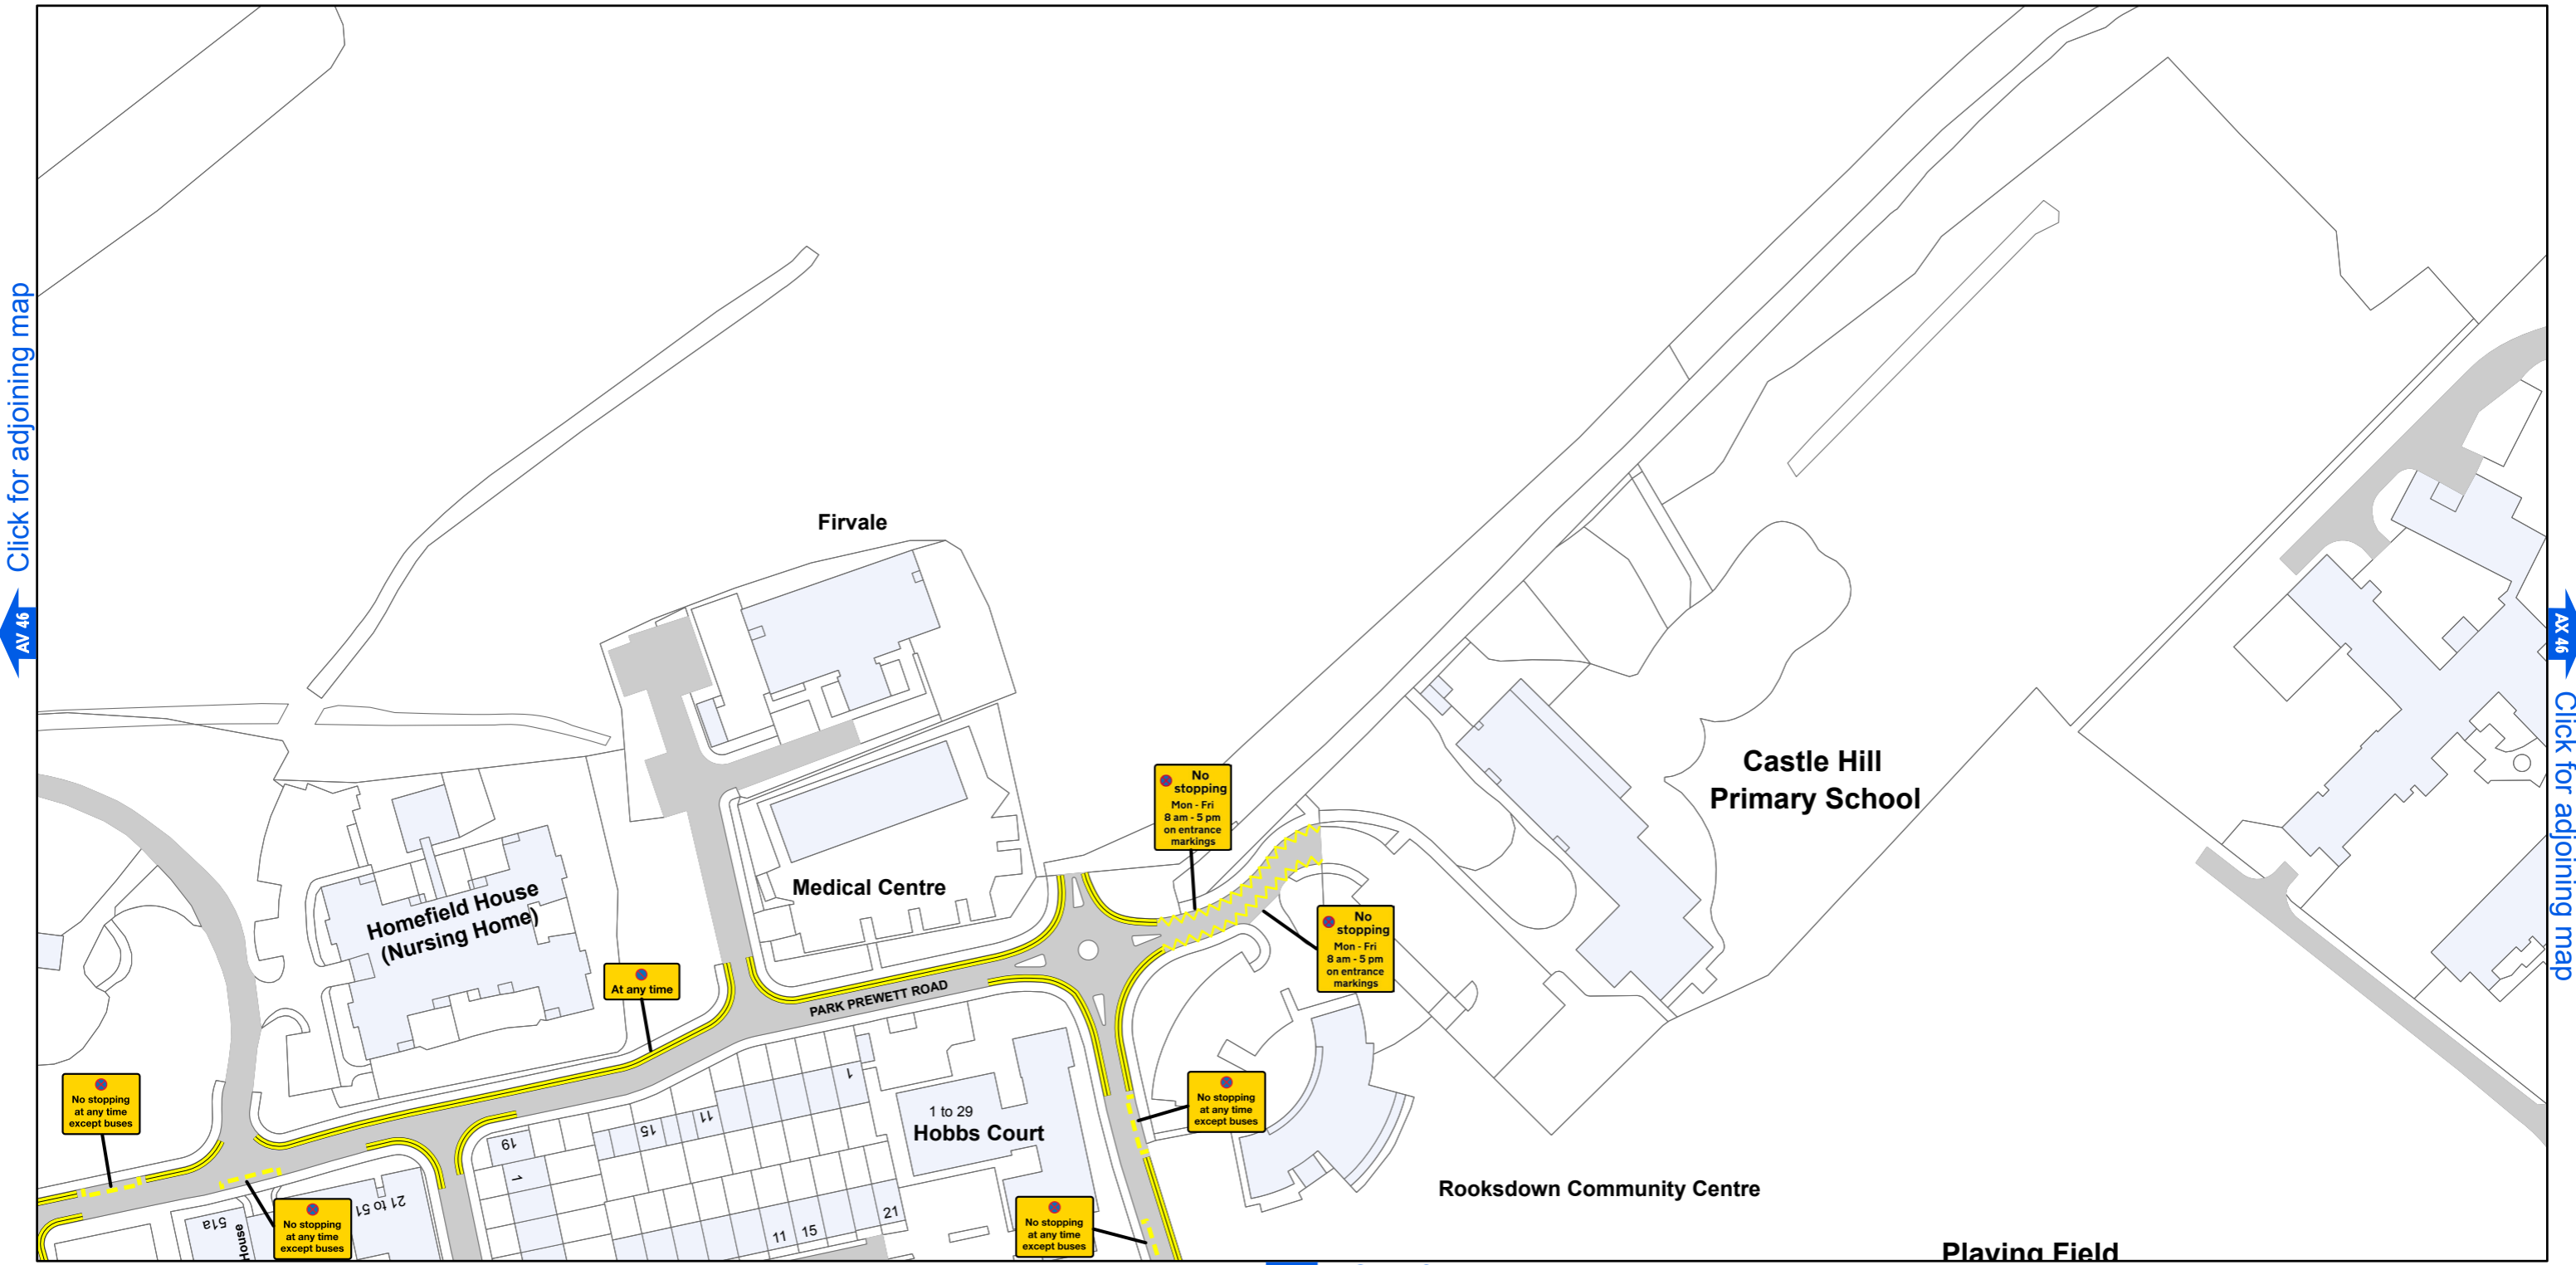 Click for adjoining map
AV 46
Firvale
Medical Centre
Homefield House
(Nursing Home)
At any time
PARK PREWETT ROAD
No
stopping
Mon - Fri
8 am - 5 pm
on entrance
markings
No
stopping
Mon - Fri
8 am - 5 pm
on entrance
markings
Castle Hill
Primary School
AX 46
Click for adjoining map
No stopping
at any time
except buses
No stopping
at any time
except buses
No stopping
at any time
except buses
No stopping
at any time
except buses
1 to 29
Hobbs Court
1
11
15
19
1
21 to 51
51a
House
11
15
21
Rooksdown Community Centre
Playing Field